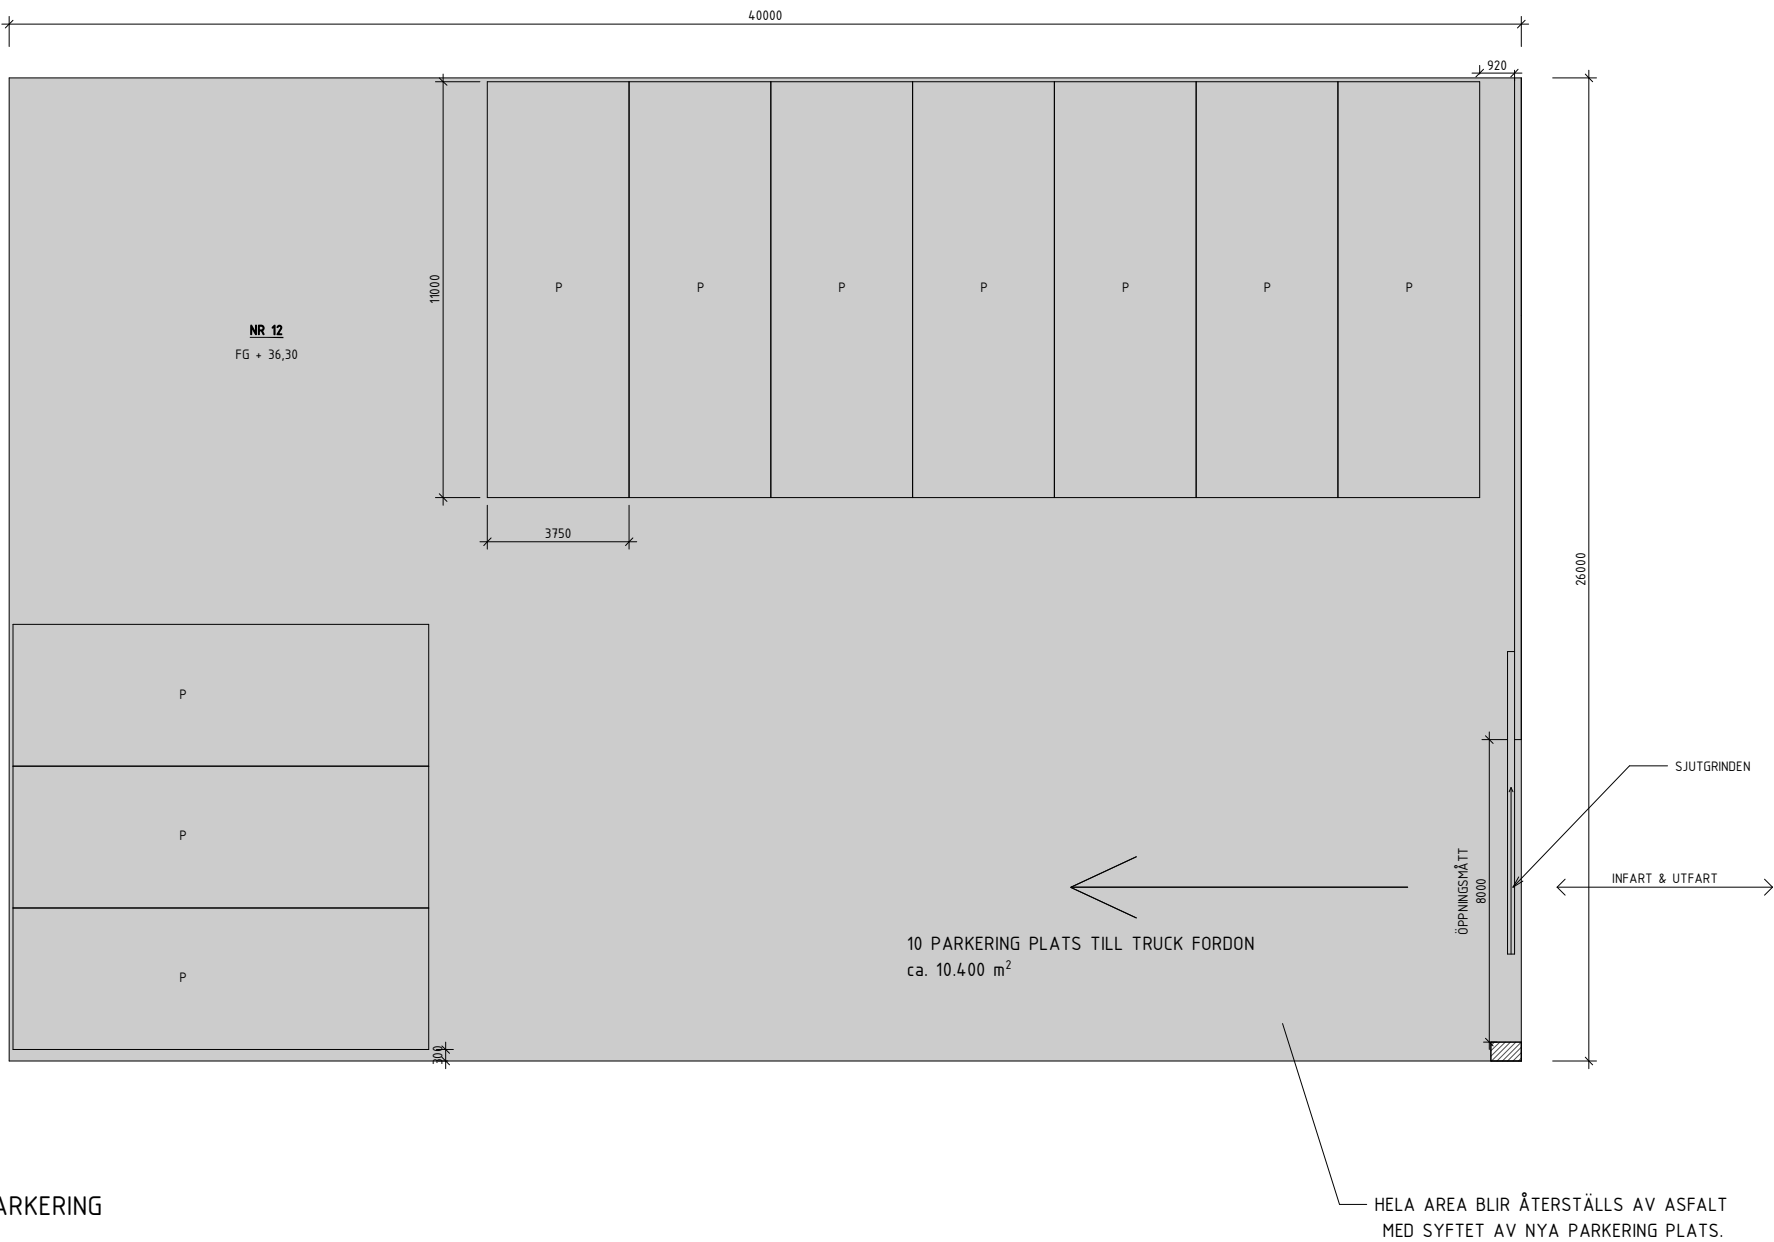 40000
920
11000
P
P
P
P
P
P
P
NR 12
FG + 36,30
3750
26000
P
P
P
SJUTGRINDEN
ÖPPNINGSMÅTT
8000
INFART & UTFART
10 PARKERING PLATS TILL TRUCK FORDON
ca. 10.400 m²
300
ARKERING
HELA AREA BLIR ÅTERSTÄLLS AV ASFALT
MED SYFTET AV NYA PARKERING PLATS.